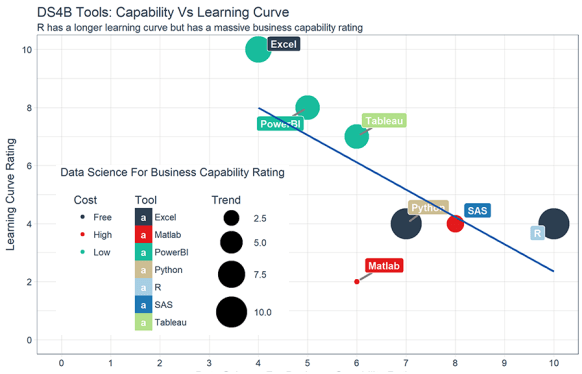 DS4B Tools: Capability Vs Learning Curve
R has a longer learning curve but has a massive business capability rating
Learning Curve Rating
10
8
6
4
2
0
Excel
PowerBI
Tableau
Python
SAS
R
Matlab
Data Science For Business Capability Rating
Cost
Free
High
Low
Tool
a Excel
a Matlab
a PowerBI
a Python
a R
a SAS
a Tableau
Trend
2.5
5.0
7.5
10.0
0 1 2 3 4 5 6 7 8 9 10